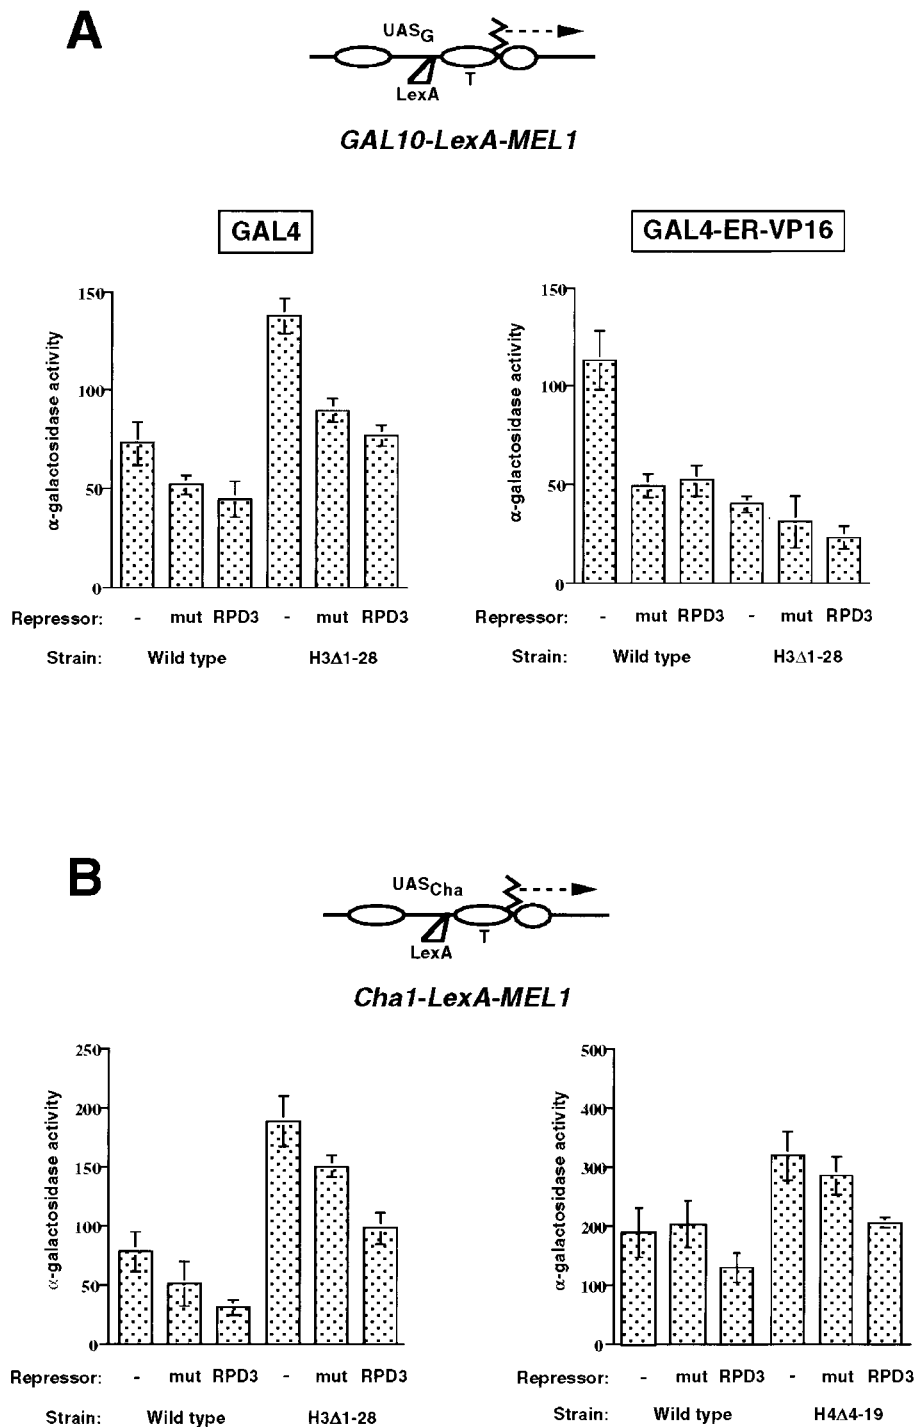 A
UASG
T
LexA
GAL10-LexA-MEL1
GAL4
150
100
50
0
α-galactosidase activity
Repressor: - mut RPD3 - mut RPD3
Strain: Wild type H3Δ1-28
GAL4-ER-VP16
150
100
50
0
α-galactosidase activity
Repressor: - mut RPD3 - mut RPD3
Strain: Wild type H3Δ1-28
B
UASCha
T
LexA
Cha1-LexA-MEL1
250
200
150
100
50
0
α-galactosidase activity
Repressor: - mut RPD3 - mut RPD3
Strain: Wild type H3Δ1-28
500
400
300
200
100
0
α-galactosidase activity
Repressor: - mut RPD3 - mut RPD3
Strain: Wild type H4Δ4-19